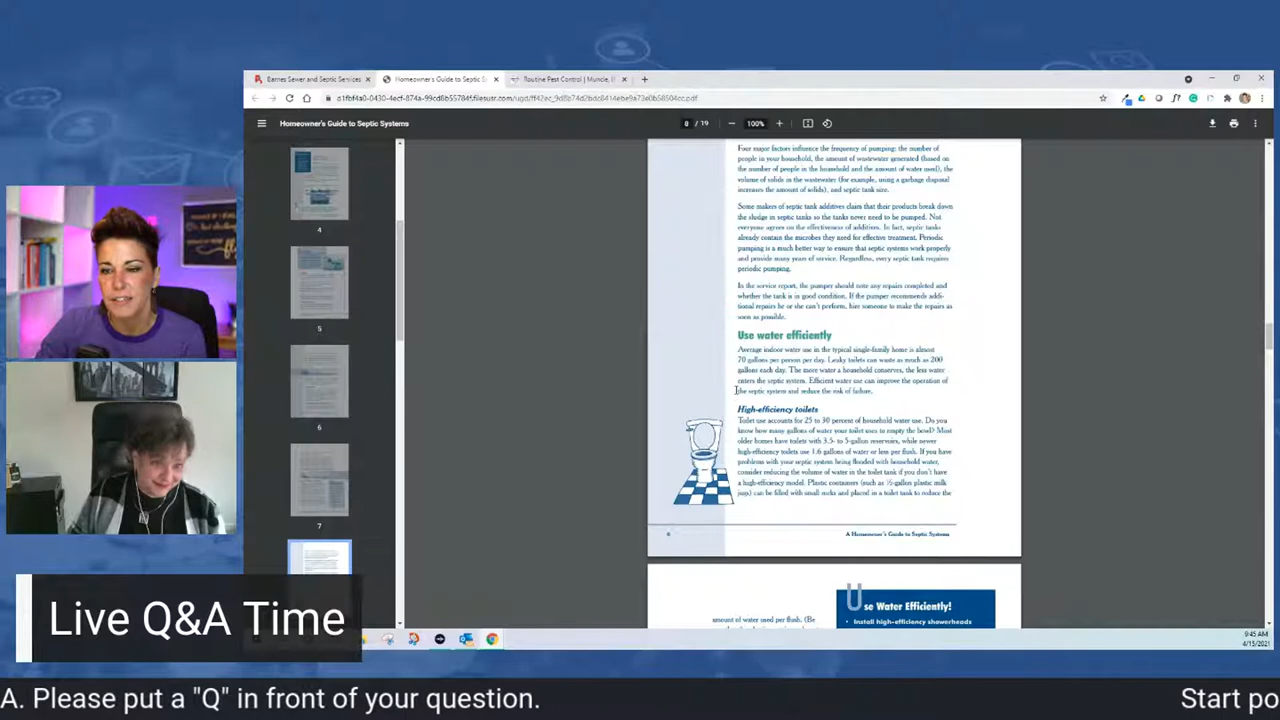 Barnes Sewer and Septic Services
Homeowner's Guide to Septic S
Routine Pest Control | Muncie, I
Homeowner's Guide to Septic Systems
8 / 19
100%
Four major factors influence the frequency of pumping: the number of
people in your household, the amount of wastewater generated (based on
the number of people in the household and the amount of water used), the
volume of solids in the wastewater (for example, using a garbage disposal
increases the amount of solids), and septic tank size.
Some makers of septic tank additives claim that their products break down
the sludge in septic tanks so the tanks never need to be pumped. Not
everyone agrees on the effectiveness of additives. In fact, septic tanks
already contain the microbes they need for effective treatment. Periodic
pumping is a much better way to ensure that septic systems work properly
and provide many years of service. Regardless, every septic tank requires
periodic pumping.
In the service report, the pumper should note any repairs completed and
whether the tank is in good condition. If the pumper recommends addi-
tional repairs he or she can't perform, hire someone to make the repairs as
soon as possible.
Use water efficiently
Average indoor water use in the typical single-family home is almost
70 gallons per person per day. Leaky toilets can waste as much as 200
gallons each day. The more water a household conserves, the less water
enters the septic system. Efficient water use can improve the operation of
the septic system and reduce the risk of failure.
High-efficiency toilets
Toilet use accounts for 25 to 30 percent of household water use. Do you
know how many gallons of water your toilet uses to empty the bowl? Most
older homes have toilets with 3.5- to 5-gallon reservoirs, while newer
high-efficiency toilets use 1.6 gallons of water or less per flush. If you have
problems with your septic system being flooded with household water,
consider reducing the volume of water in the toilet tank if you don't have
a high-efficiency model. Plastic containers (such as ½-gallon plastic milk
jugs) can be filled with small rocks and placed in a toilet tank to reduce the
8
A Homeowner's Guide to Septic Systems
amount of water used per flush. (Be
Use Water Efficiently!
• Install high-efficiency showerheads
4
5
6
7
9:45 AM
4/15/2021
Live Q&A Time
A. Please put a "Q" in front of your question.
Start po